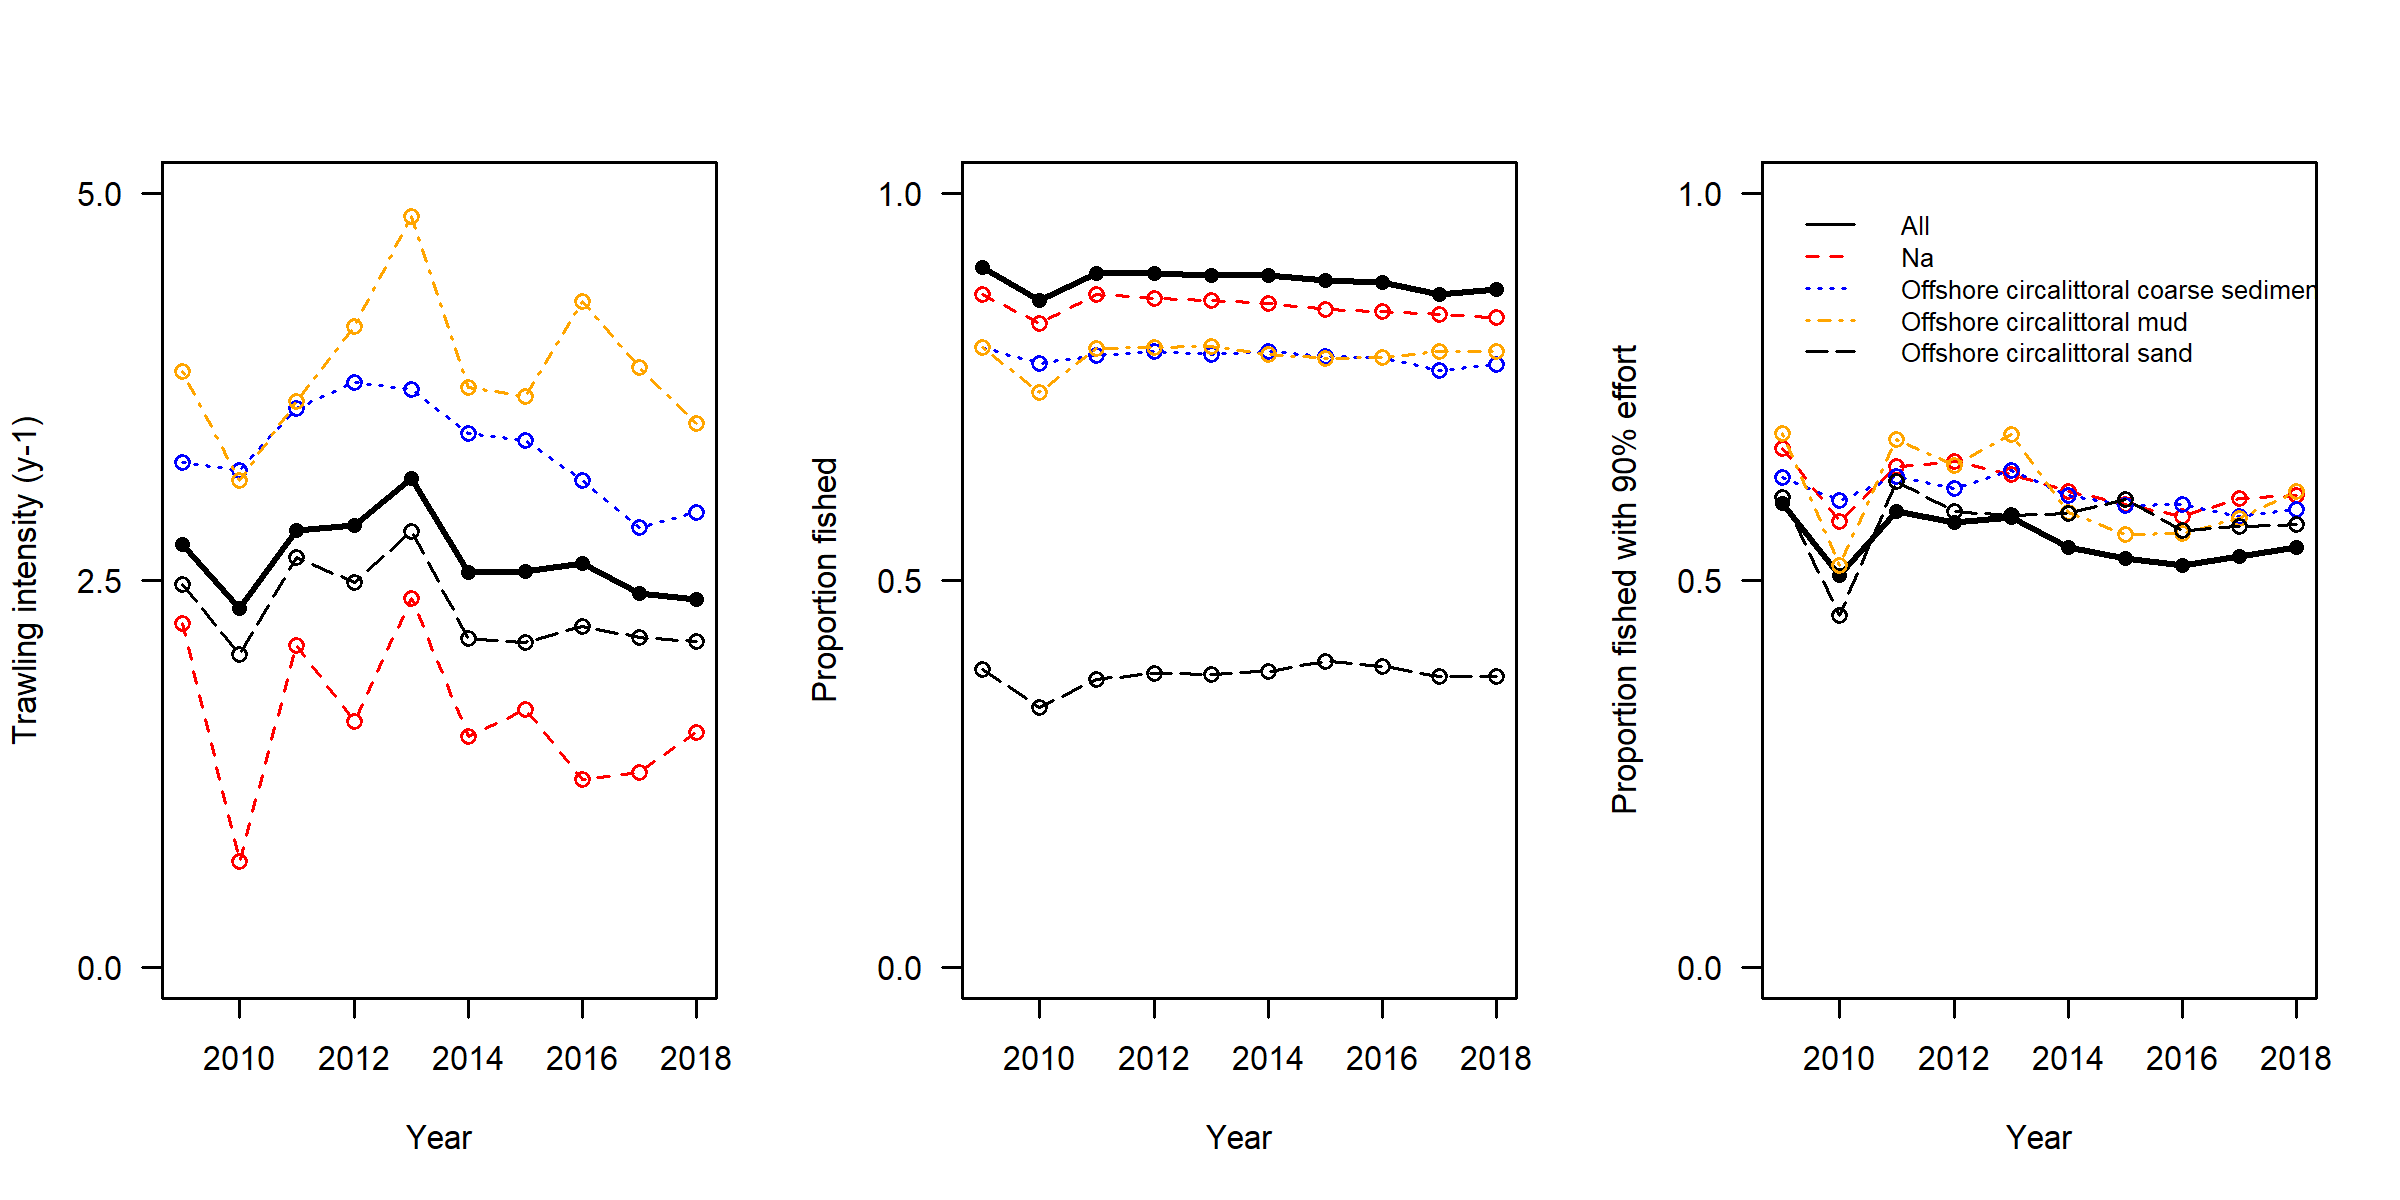 Trawling intensity (y-1)
5.0
2.5
0.0
2010 2012 2014 2016 2018
Year
Proportion fished
1.0
0.5
0.0
2010 2012 2014 2016 2018
Year
Proportion fished with 90% effort
1.0
0.5
0.0
All
Na
Offshore circalittoral coarse sedimen
Offshore circalittoral mud
Offshore circalittoral sand
2010 2012 2014 2016 2018
Year